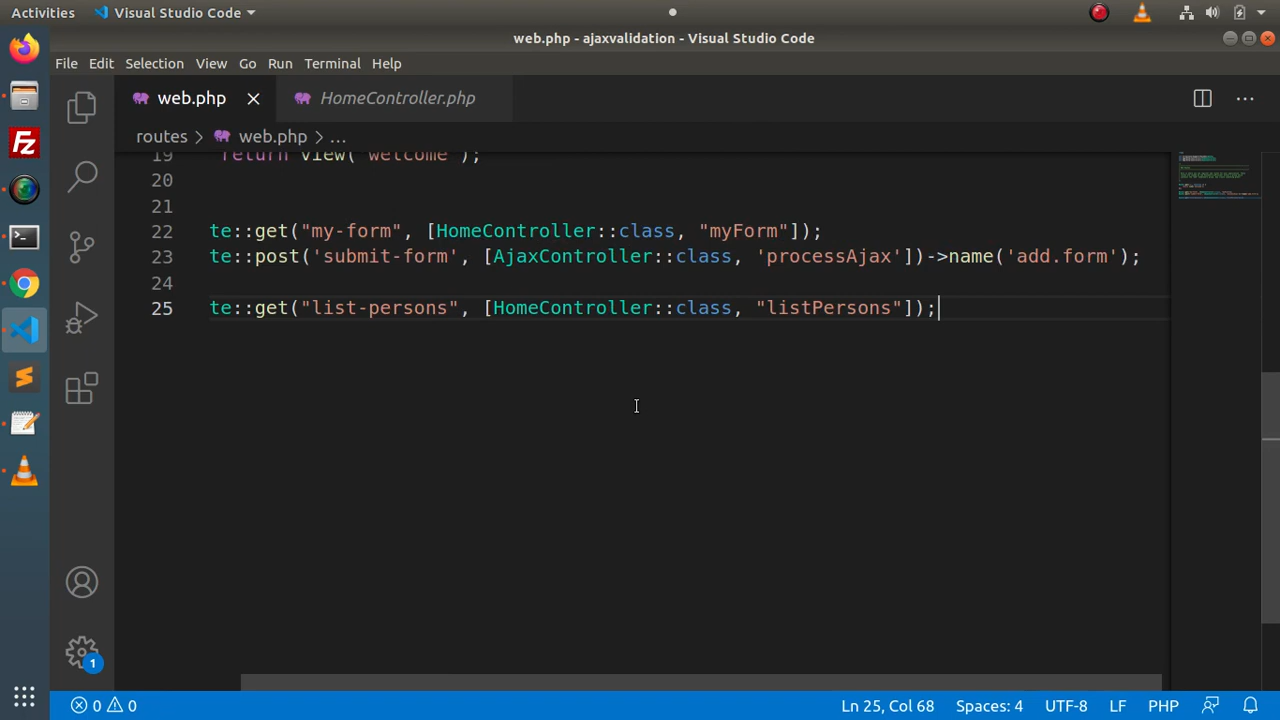 Activities
Visual Studio Code
web.php - ajaxvalidation - Visual Studio Code
File Edit Selection View Go Run Terminal Help
web.php
HomeController.php
routes > web.php > ...
19 return view('welcome');
20
21
22 te::get("my-form", [HomeController::class, "myForm"]);
23 te::post('submit-form', [AjaxController::class, 'processAjax'])->name('add.form');
24
25 te::get("list-persons", [HomeController::class, "listPersons"]);
1
0 0
Ln 25, Col 68 Spaces: 4 UTF-8 LF PHP